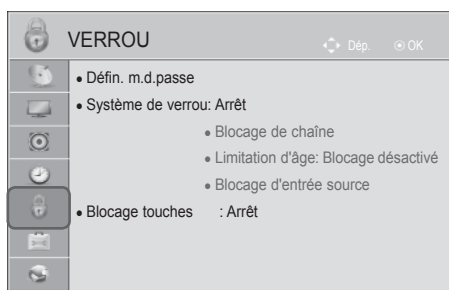 VERROU
Dép. OK
• Défin. m.d.passe
• Système de verrou: Arrêt
• Blocage de chaîne
• Limitation d'âge: Blocage désactivé
• Blocage d'entrée source
• Blocage touches : Arrêt